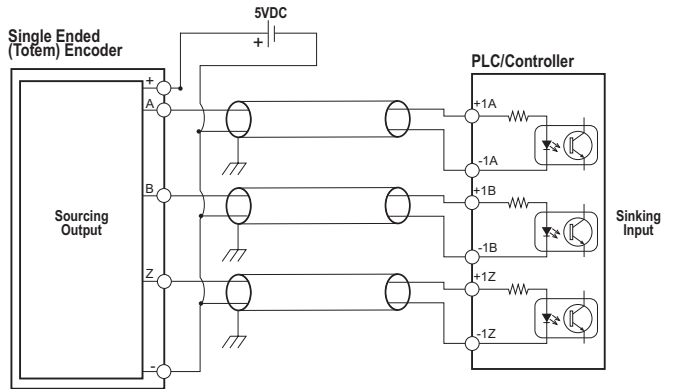 5VDC
+
Single Ended
(Totem) Encoder
PLC/Controller
+
A
+1A
-1A
B
+1B
Sourcing
Output
Sinking
Input
-1B
Z
+1Z
-1Z
-